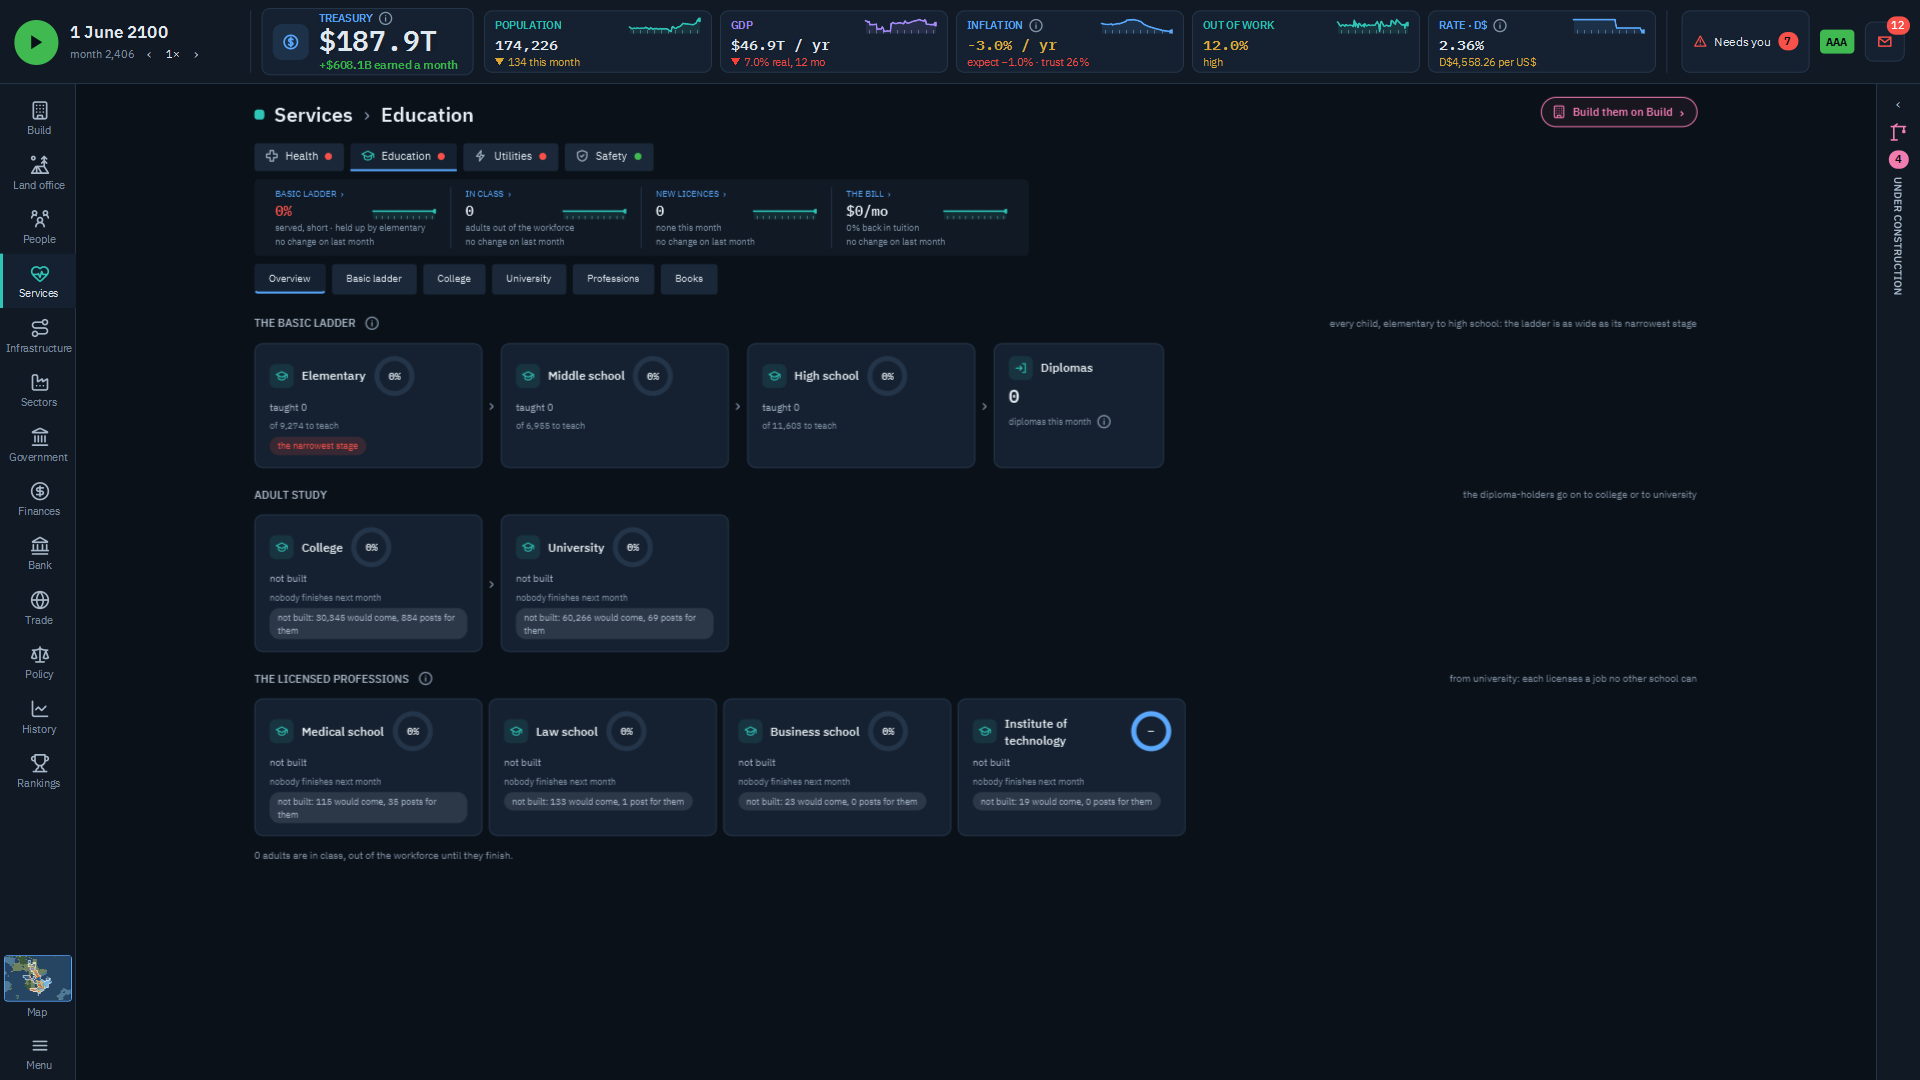 1 June 2100
month 2,406 ‹ 1× ›
TREASURY
$187.9T
+$608.1B earned a month
POPULATION
174,226
▼ 134 this month
GDP
$46.9T / yr
▼ 7.0% real, 12 mo
INFLATION
-3.0% / yr
expect −1.0% · trust 26%
OUT OF WORK
12.0%
high
RATE · D$
2.36%
D$4,558.26 per US$
Needs you 7
AAA
12
Build
Land office
People
Services
Infrastructure
Sectors
Government
Finances
Bank
Trade
Policy
History
Rankings
Map
Menu
Services › Education
Build them on Build ›
Health
Education
Utilities
Safety
BASIC LADDER ›
0%
served, short · held up by elementary
no change on last month
IN CLASS ›
0
adults out of the workforce
no change on last month
NEW LICENCES ›
0
none this month
no change on last month
THE BILL ›
$0/mo
0% back in tuition
no change on last month
Overview
Basic ladder
College
University
Professions
Books
THE BASIC LADDER
every child, elementary to high school: the ladder is as wide as its narrowest stage
Elementary 0%
taught 0
of 9,274 to teach
the narrowest stage
›
Middle school 0%
taught 0
of 6,955 to teach
›
High school 0%
taught 0
of 11,603 to teach
›
Diplomas
0
diplomas this month
ADULT STUDY
the diploma-holders go on to college or to university
College 0%
not built
nobody finishes next month
not built: 30,345 would come, 884 posts for
them
›
University 0%
not built
nobody finishes next month
not built: 60,266 would come, 69 posts for
them
THE LICENSED PROFESSIONS
from university: each licenses a job no other school can
Medical school 0%
not built
nobody finishes next month
not built: 115 would come, 35 posts for
them
Law school 0%
not built
nobody finishes next month
not built: 133 would come, 1 post for them
Business school 0%
not built
nobody finishes next month
not built: 23 would come, 0 posts for them
Institute of
technology
–
not built
nobody finishes next month
not built: 19 would come, 0 posts for them
0 adults are in class, out of the workforce until they finish.
‹
4
UNDER CONSTRUCTION